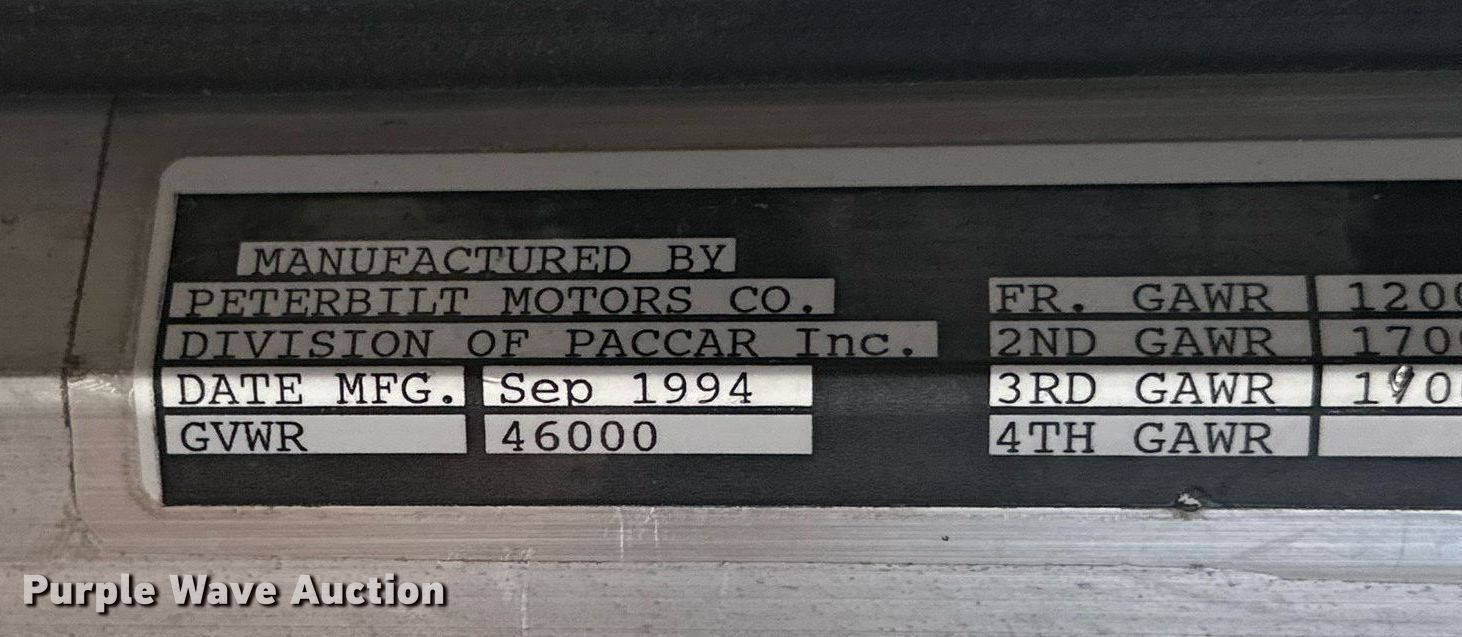 MANUFACTURED BY
PETERBILT MOTORS CO.
DIVISION OF PACCAR Inc.
DATE MFG. Sep 1994
GVWR 46000
FR. GAWR
2ND GAWR
3RD GAWR
4TH GAWR
Purple Wave Auction